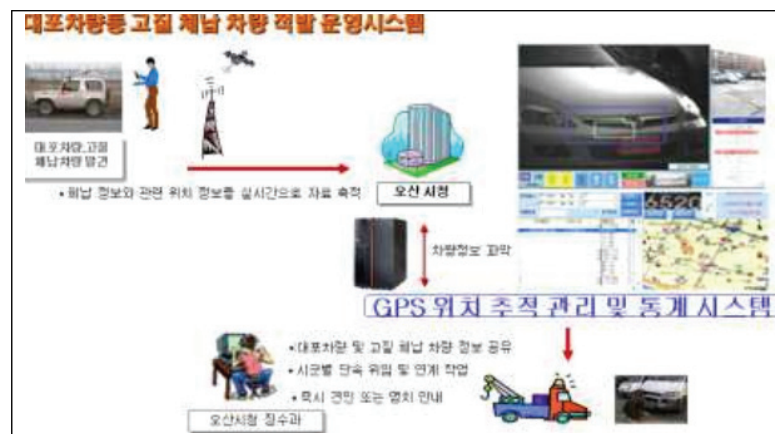 대포차량등 고질 체납 차량 적발 운영시스템
대포차량,고질
체납차량 발견
• 체납 정보와 관련 위치 정보를 실시간으로 자료 축적
오산 시청
6520
차량정보 파악
GPS 위치 추적 관리 및 통계 시스템
• 대포차량 및 고질 체납 차량 정보 공유
• 시군별 단속 위임 및 연계 작업
• 즉시 견인 또는 영치 안내
오산시청 징수과